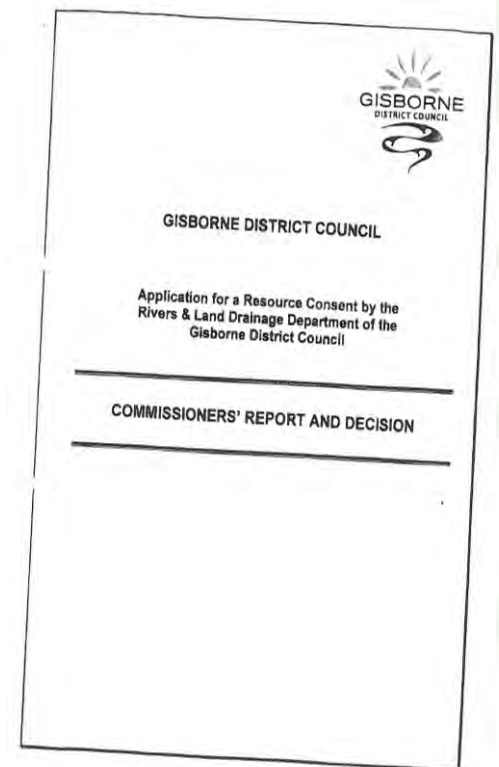 GISBORNE
DISTRICT COUNCIL
GISBORNE DISTRICT COUNCIL
Application for a Resource Consent by the
Rivers & Land Drainage Department of the
Gisborne District Council
COMMISSIONERS' REPORT AND DECISION